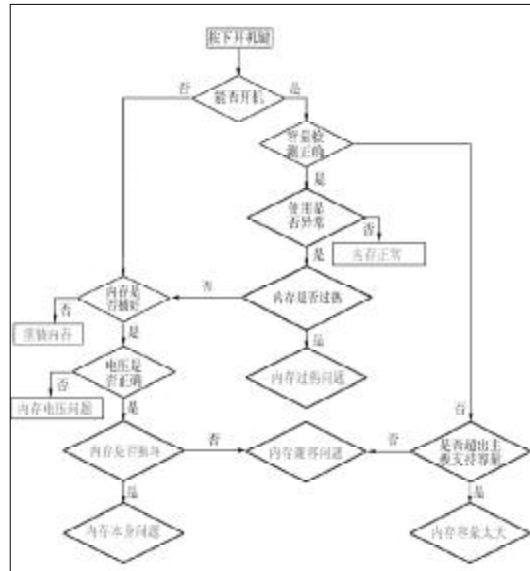 按下开机键
否
能否开机
是
容量检
测正确
是
使用是
否异常
否
内存正常
是
内存是
否插好
否
内存是否过热
否
重插内存
是
是
电压是
否正确
内存过热问题
否
内存电压问题
是
否
内存是否损坏
否
内存兼容问题
否
是否超出主
板支持容量
是
是
内存本身问题
内存容量太大